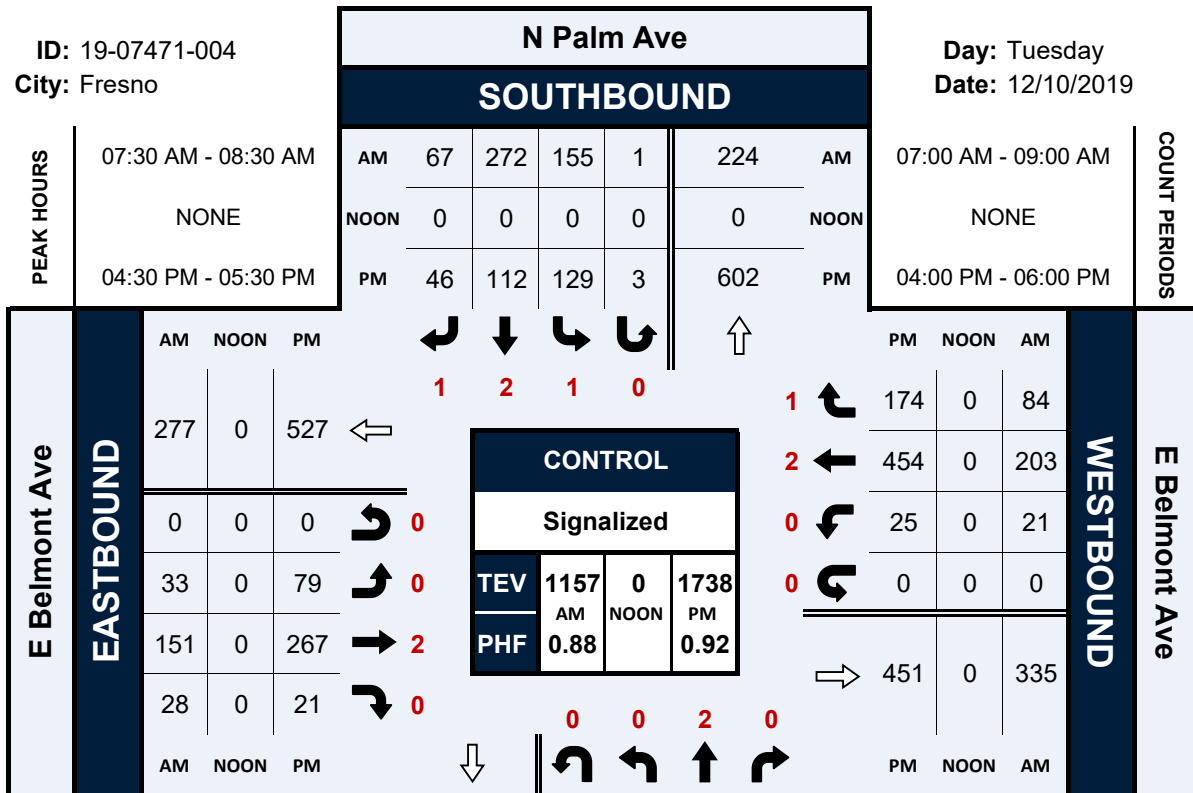 ID: 19-07471-004
City: Fresno
N Palm Ave
SOUTHBOUND
Day: Tuesday
Date: 12/10/2019
PEAK HOURS
07:30 AM - 08:30 AM
NONE
04:30 PM - 05:30 PM
AM 67 272 155 1 224 AM
NOON 0 0 0 0 0 NOON
PM 46 112 129 3 602 PM
07:00 AM - 09:00 AM
NONE
04:00 PM - 06:00 PM
COUNT PERIODS
1 2 1 0
E Belmont Ave
EASTBOUND
AM NOON PM
277 0 527
0 0 0 0
33 0 79 0
151 0 267 2
28 0 21 0
AM NOON PM
CONTROL
Signalized
TEV 1157 0 1738
AM NOON PM
PHF 0.88 0.92
PM NOON AM
1 174 0 84
2 454 0 203
0 25 0 21
0 0 0 0
451 0 335
PM NOON AM
WESTBOUND
E Belmont Ave
0 0 2 0